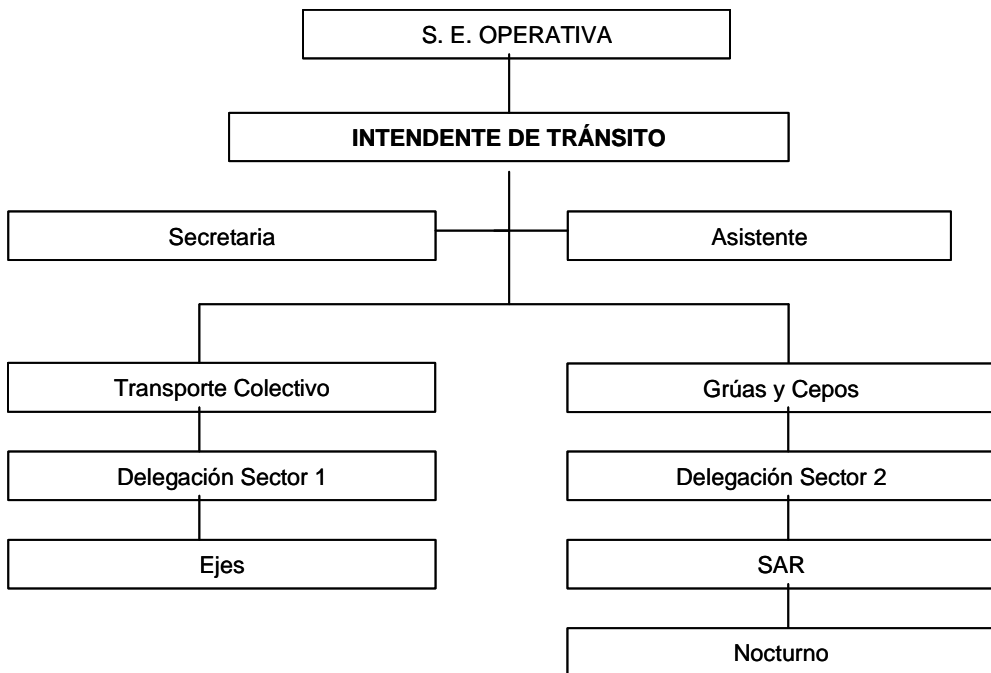 S. E. OPERATIVA
INTENDENTE DE TRÁNSITO
Secretaria
Asistente
Transporte Colectivo
Grúas y Cepos
Delegación Sector 1
Delegación Sector 2
Ejes
SAR
Nocturno